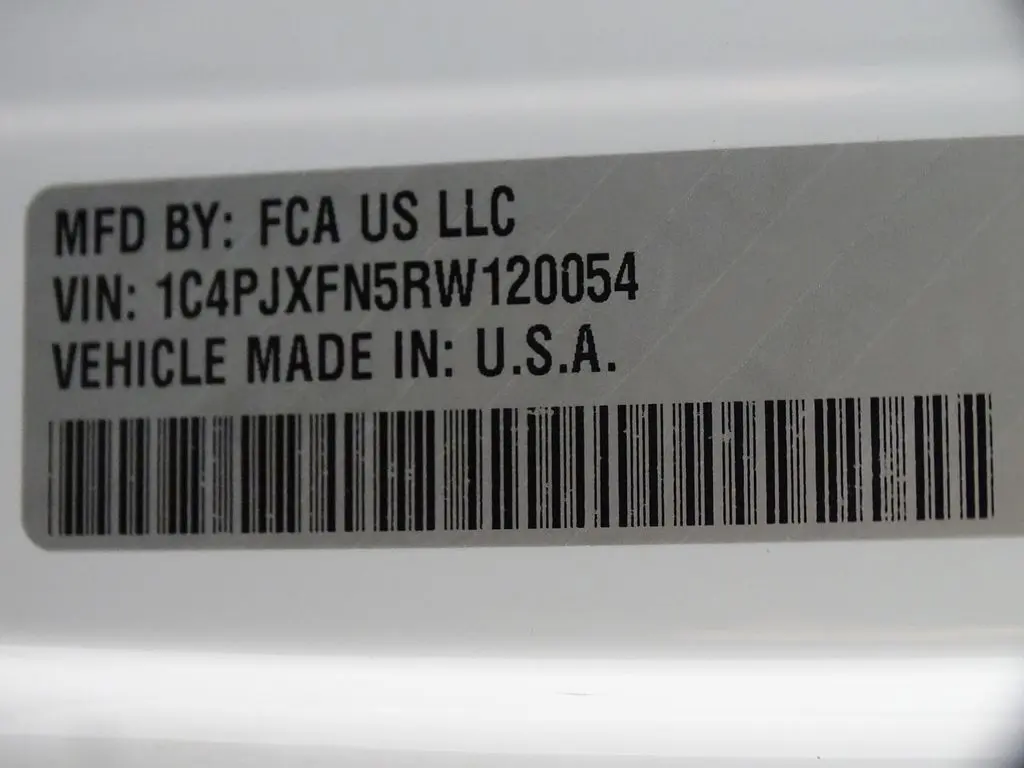 MFD BY: FCA US LLC
VIN: 1C4PJXFN5RW120054
VEHICLE MADE IN: U.S.A.